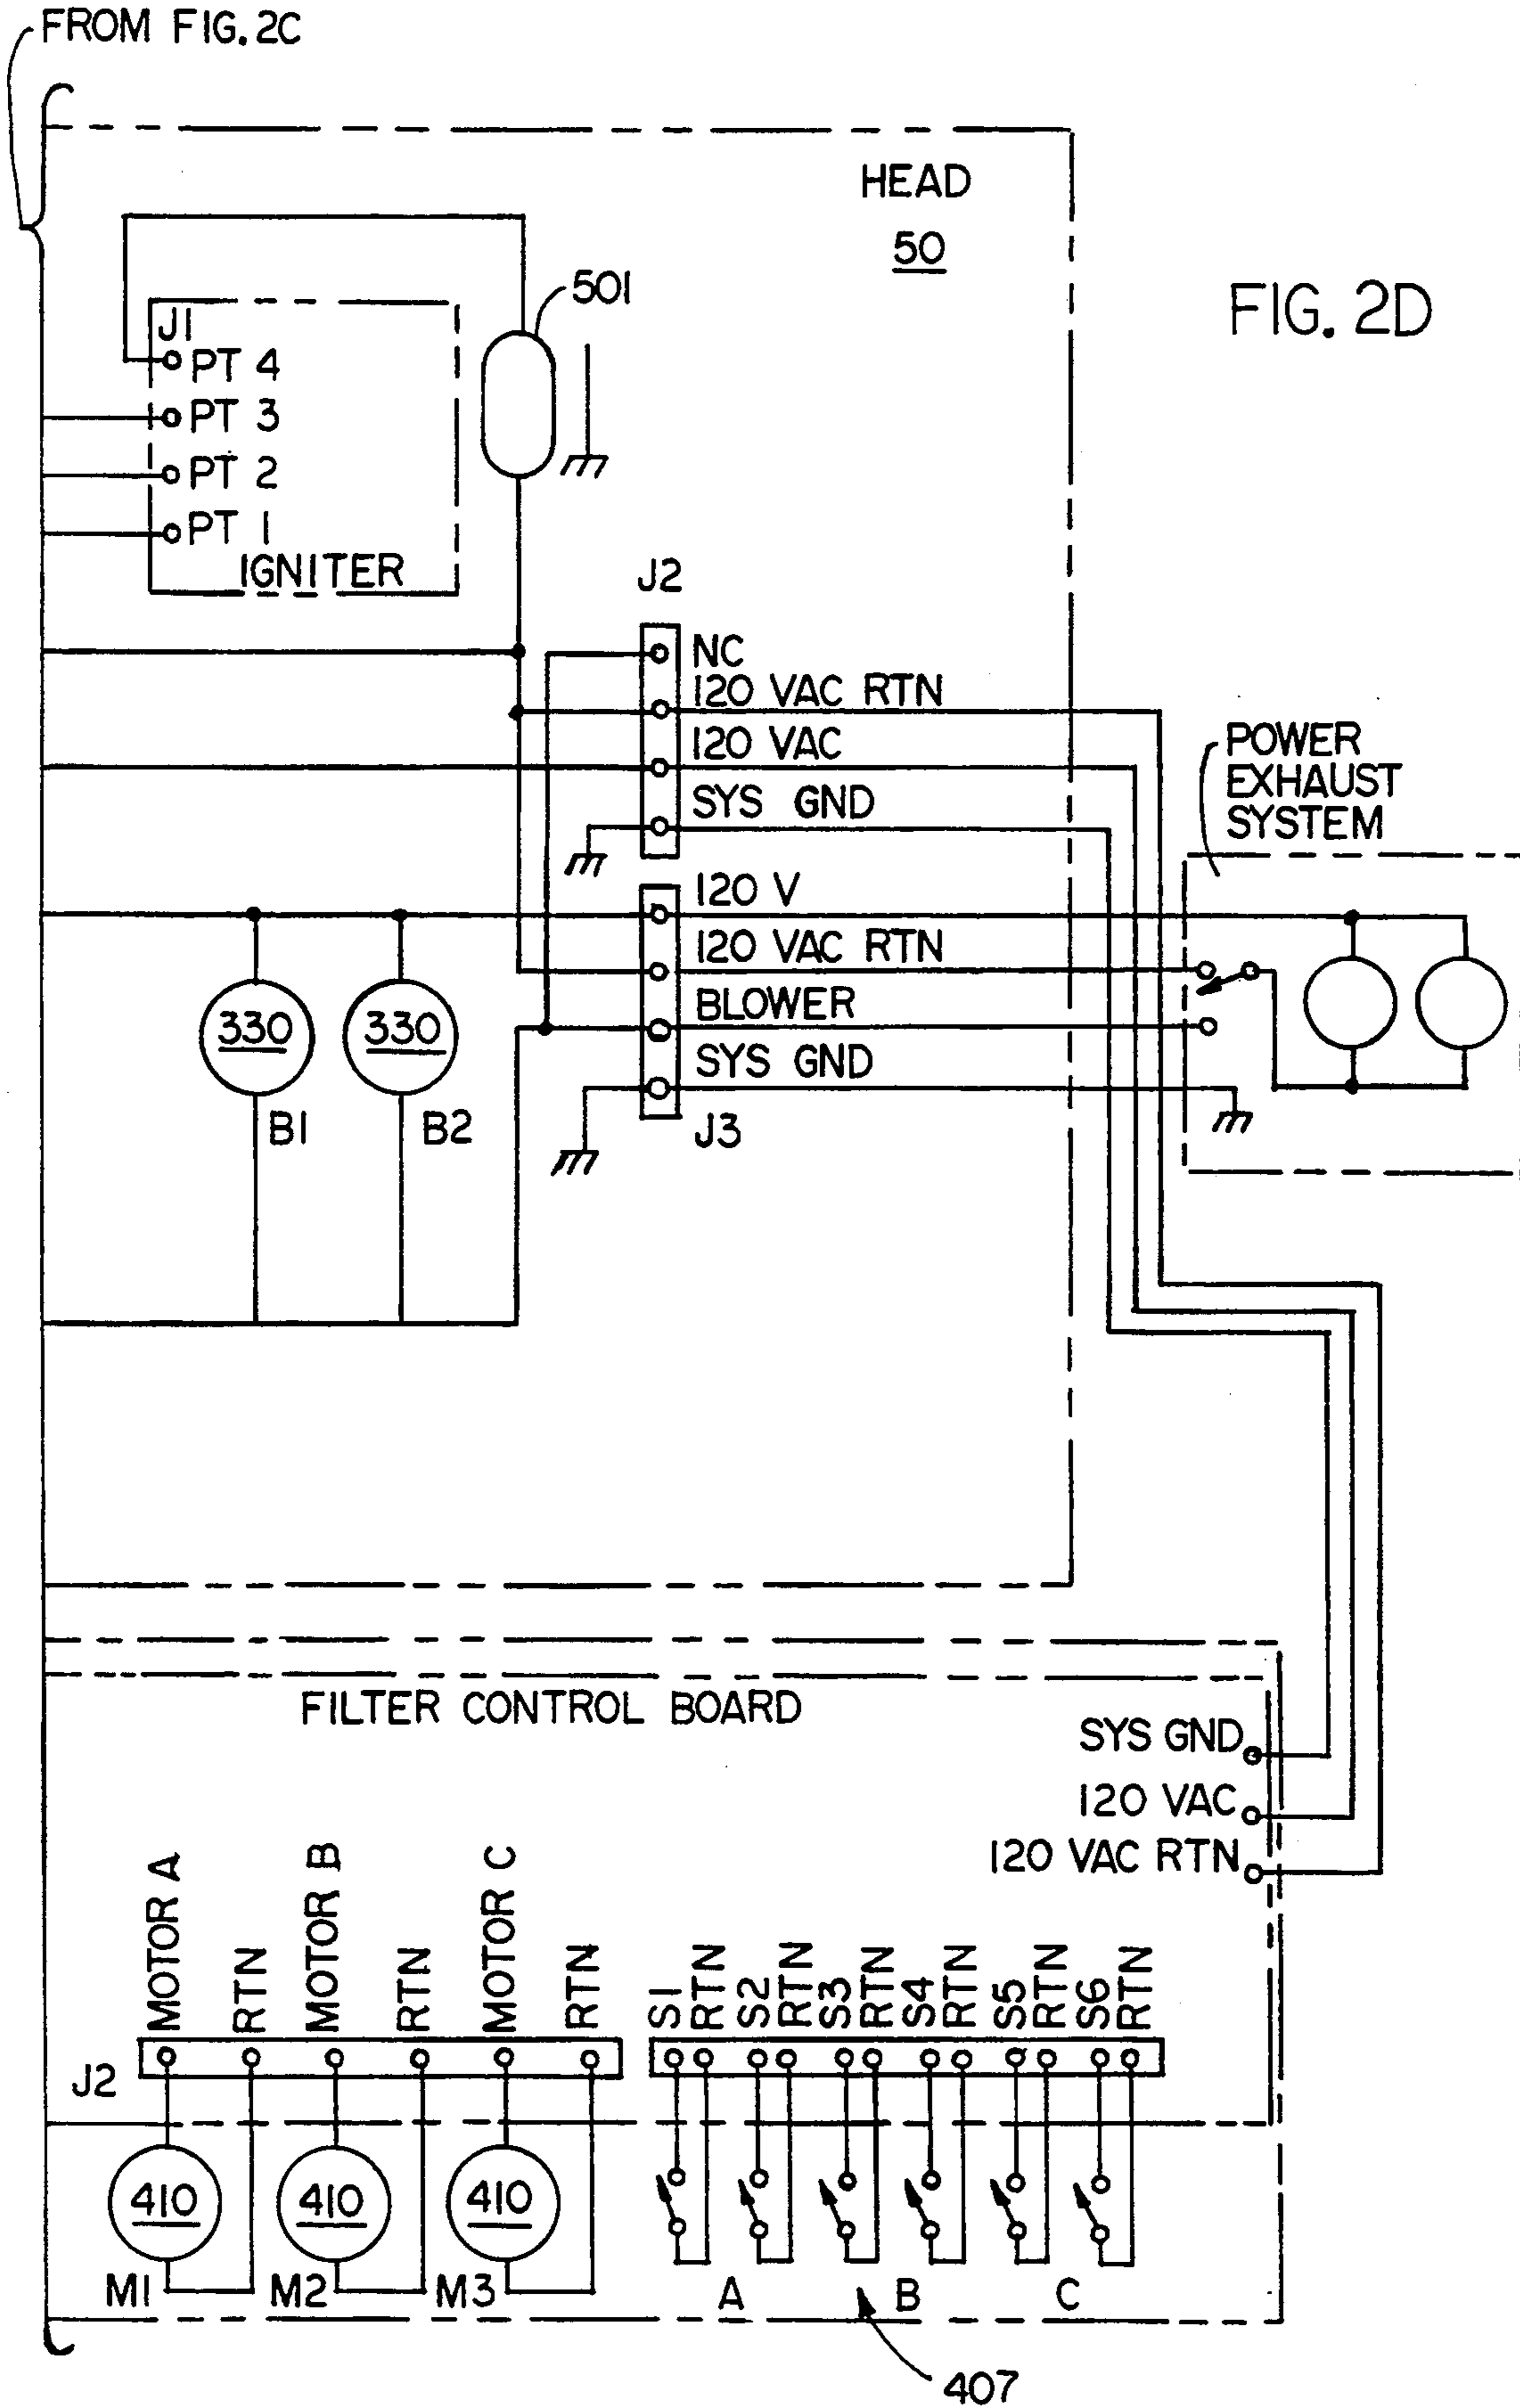 FROM FIG. 2C
HEAD
50
FIG. 2D
501
J1
PT 4
PT 3
PT 2
PT 1
IGNITER
J2
NC
120 VAC RTN
120 VAC
SYS GND
POWER
EXHAUST
SYSTEM
120 V
120 VAC RTN
BLOWER
SYS GND
J3
330
330
B1
B2
FILTER CONTROL BOARD
SYS GND
120 VAC
120 VAC RTN
MOTOR A
RTN
MOTOR B
RTN
MOTOR C
RTN
S1
RTN
S2
RTN
S3
RTN
S4
RTN
S5
RTN
S6
RTN
J2
410
410
410
M1
M2
M3
A
B
C
407